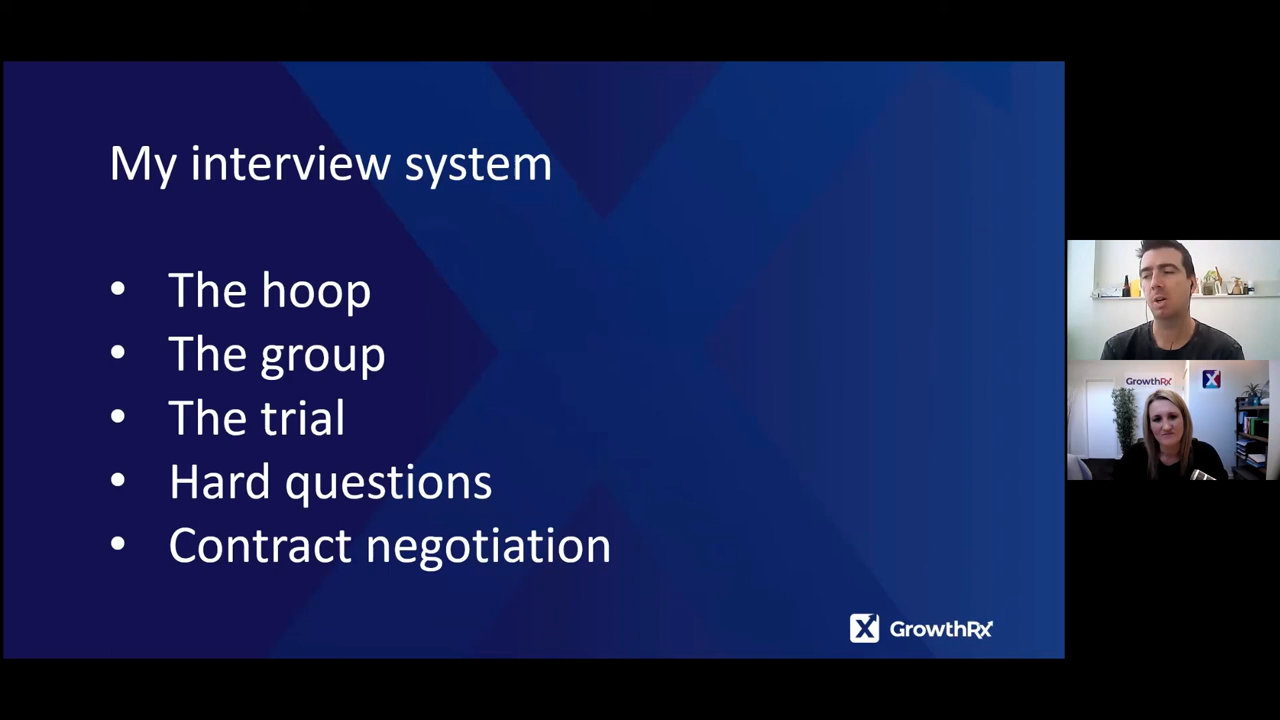 My interview system
• The hoop
• The group
• The trial
• Hard questions
• Contract negotiation
X GrowthRx
GrowthRx
X